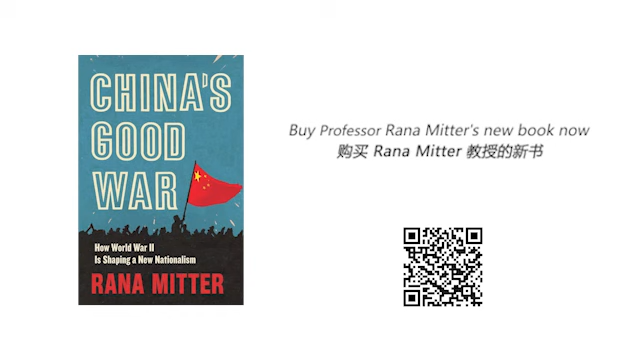 CHINA'S
GOOD
WAR
How World War II
Is Shaping a New Nationalism
RANA MITTER
Buy Professor Rana Mitter's new book now
购买 Rana Mitter 教授的新书